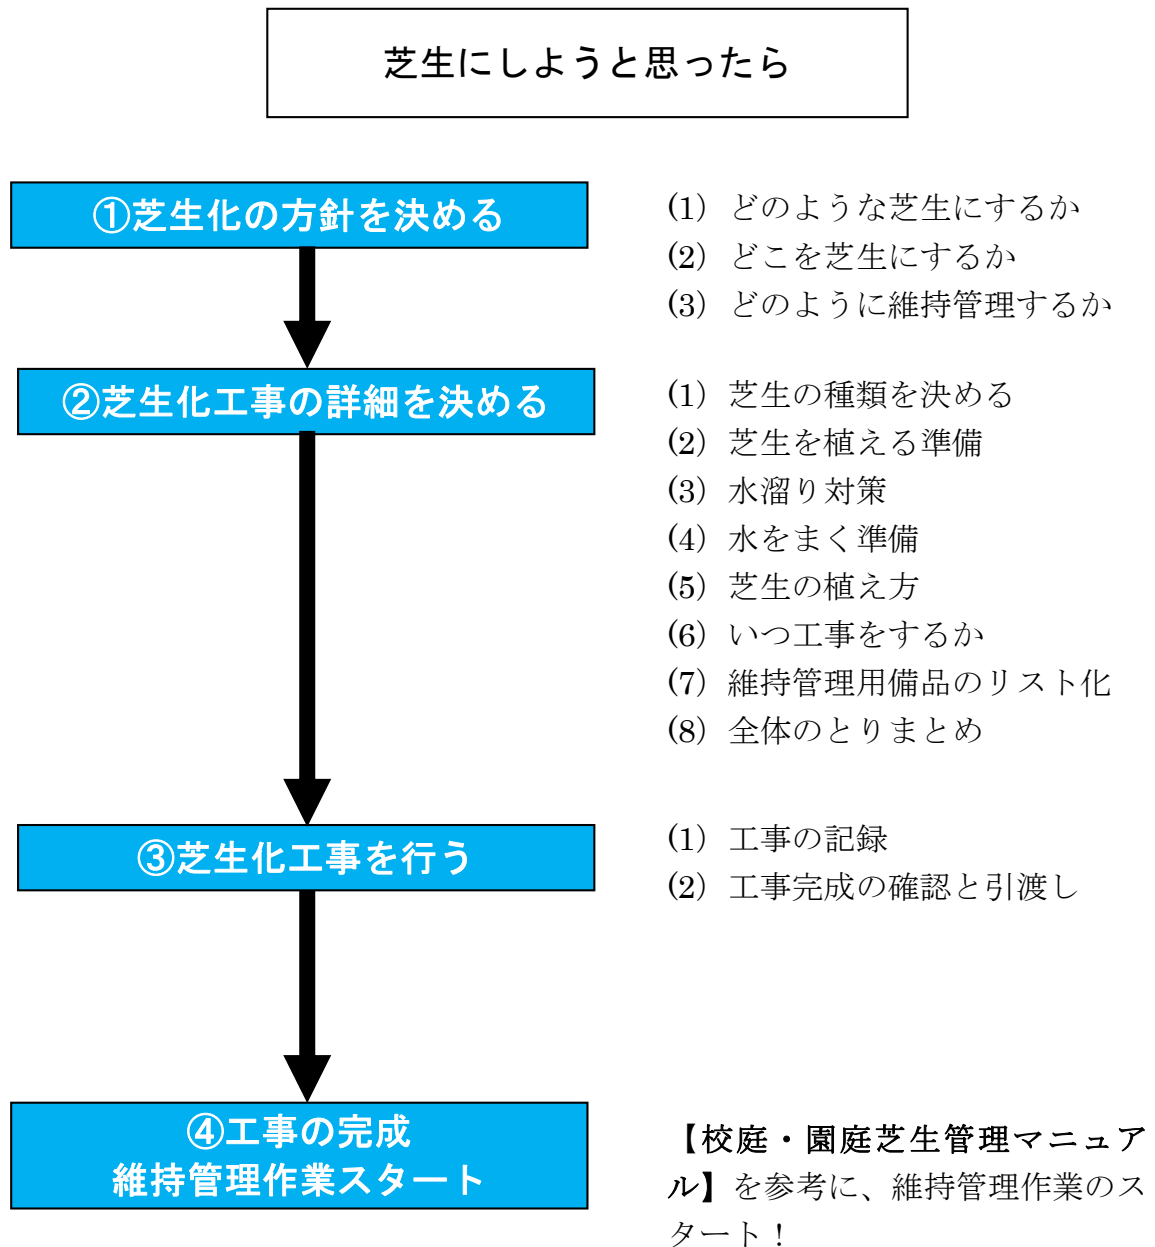 芝生にしようと思ったら
①芝生化の方針を決める
(1) どのような芝生にするか
(2) どこを芝生にするか
(3) どのように維持管理するか
②芝生化工事の詳細を決める
(1) 芝生の種類を決める
(2) 芝生を植える準備
(3) 水溜り対策
(4) 水をまく準備
(5) 芝生の植え方
(6) いつ工事をするか
(7) 維持管理用備品のリスト化
(8) 全体のとりまとめ
③芝生化工事を行う
(1) 工事の記録
(2) 工事完成の確認と引渡し
④工事の完成
維持管理作業スタート
【校庭・園庭芝生管理マニュア
ル】を参考に、維持管理作業のス
タート！